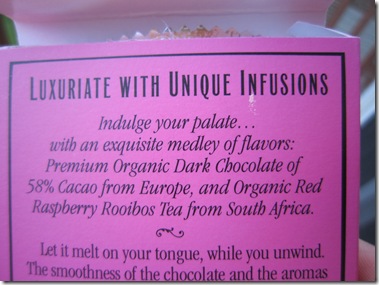 LUXURIATE WITH UNIQUE INFUSIONS
Indulge your palate...
with an exquisite medley of flavors:
Premium Organic Dark Chocolate of
58% Cacao from Europe, and Organic Red
Raspberry Rooibos Tea from South Africa.
Let it melt on your tongue, while you unwind.
The smoothness of the chocolate and the aromas